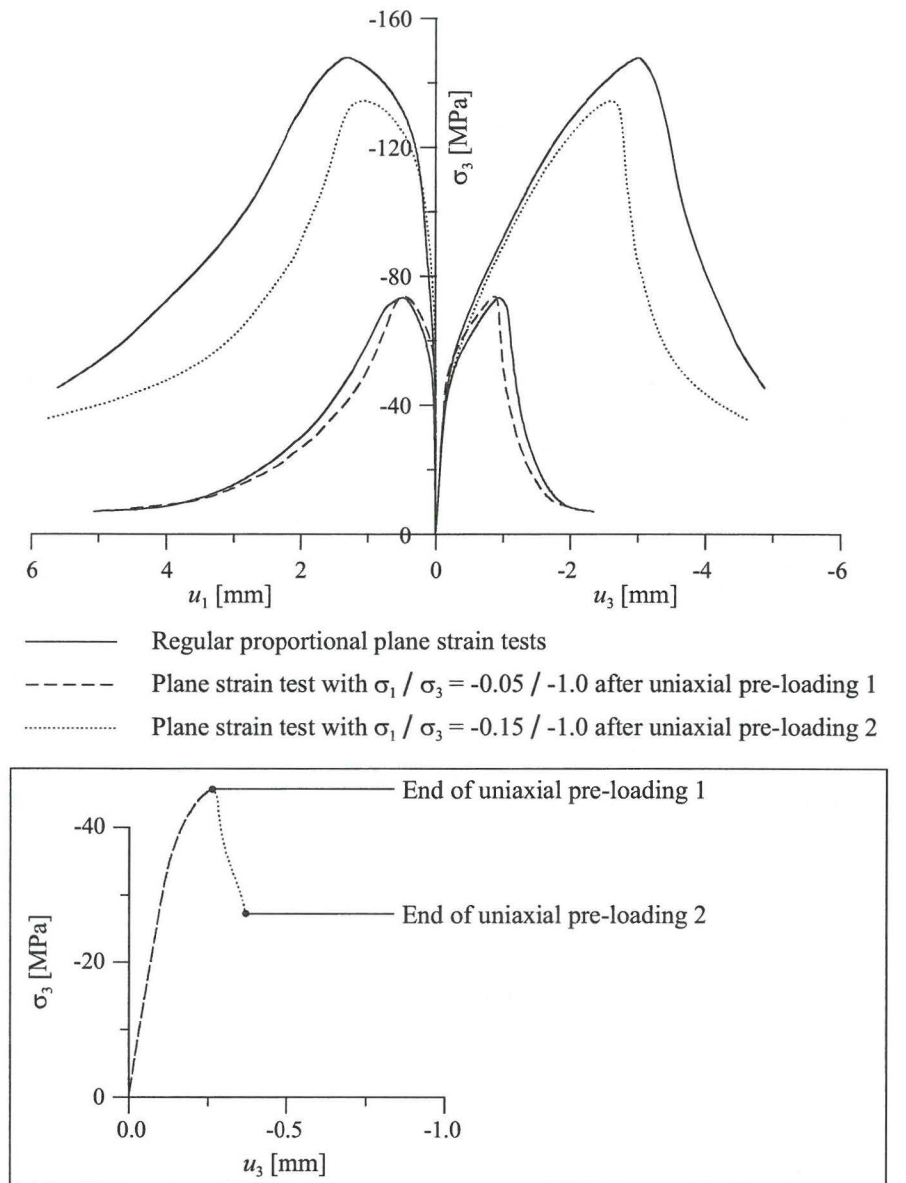 -160
-120
σ₃ [MPa]
-80
-40
0
6 4 2 0 -2 -4 -6
u₁ [mm] u₃ [mm]
Regular proportional plane strain tests
Plane strain test with σ₁ / σ₃ = -0.05 / -1.0 after uniaxial pre-loading 1
Plane strain test with σ₁ / σ₃ = -0.15 / -1.0 after uniaxial pre-loading 2
End of uniaxial pre-loading 1
-40
End of uniaxial pre-loading 2
σ₃ [MPa]
-20
0
0.0 -0.5 -1.0
u₃ [mm]